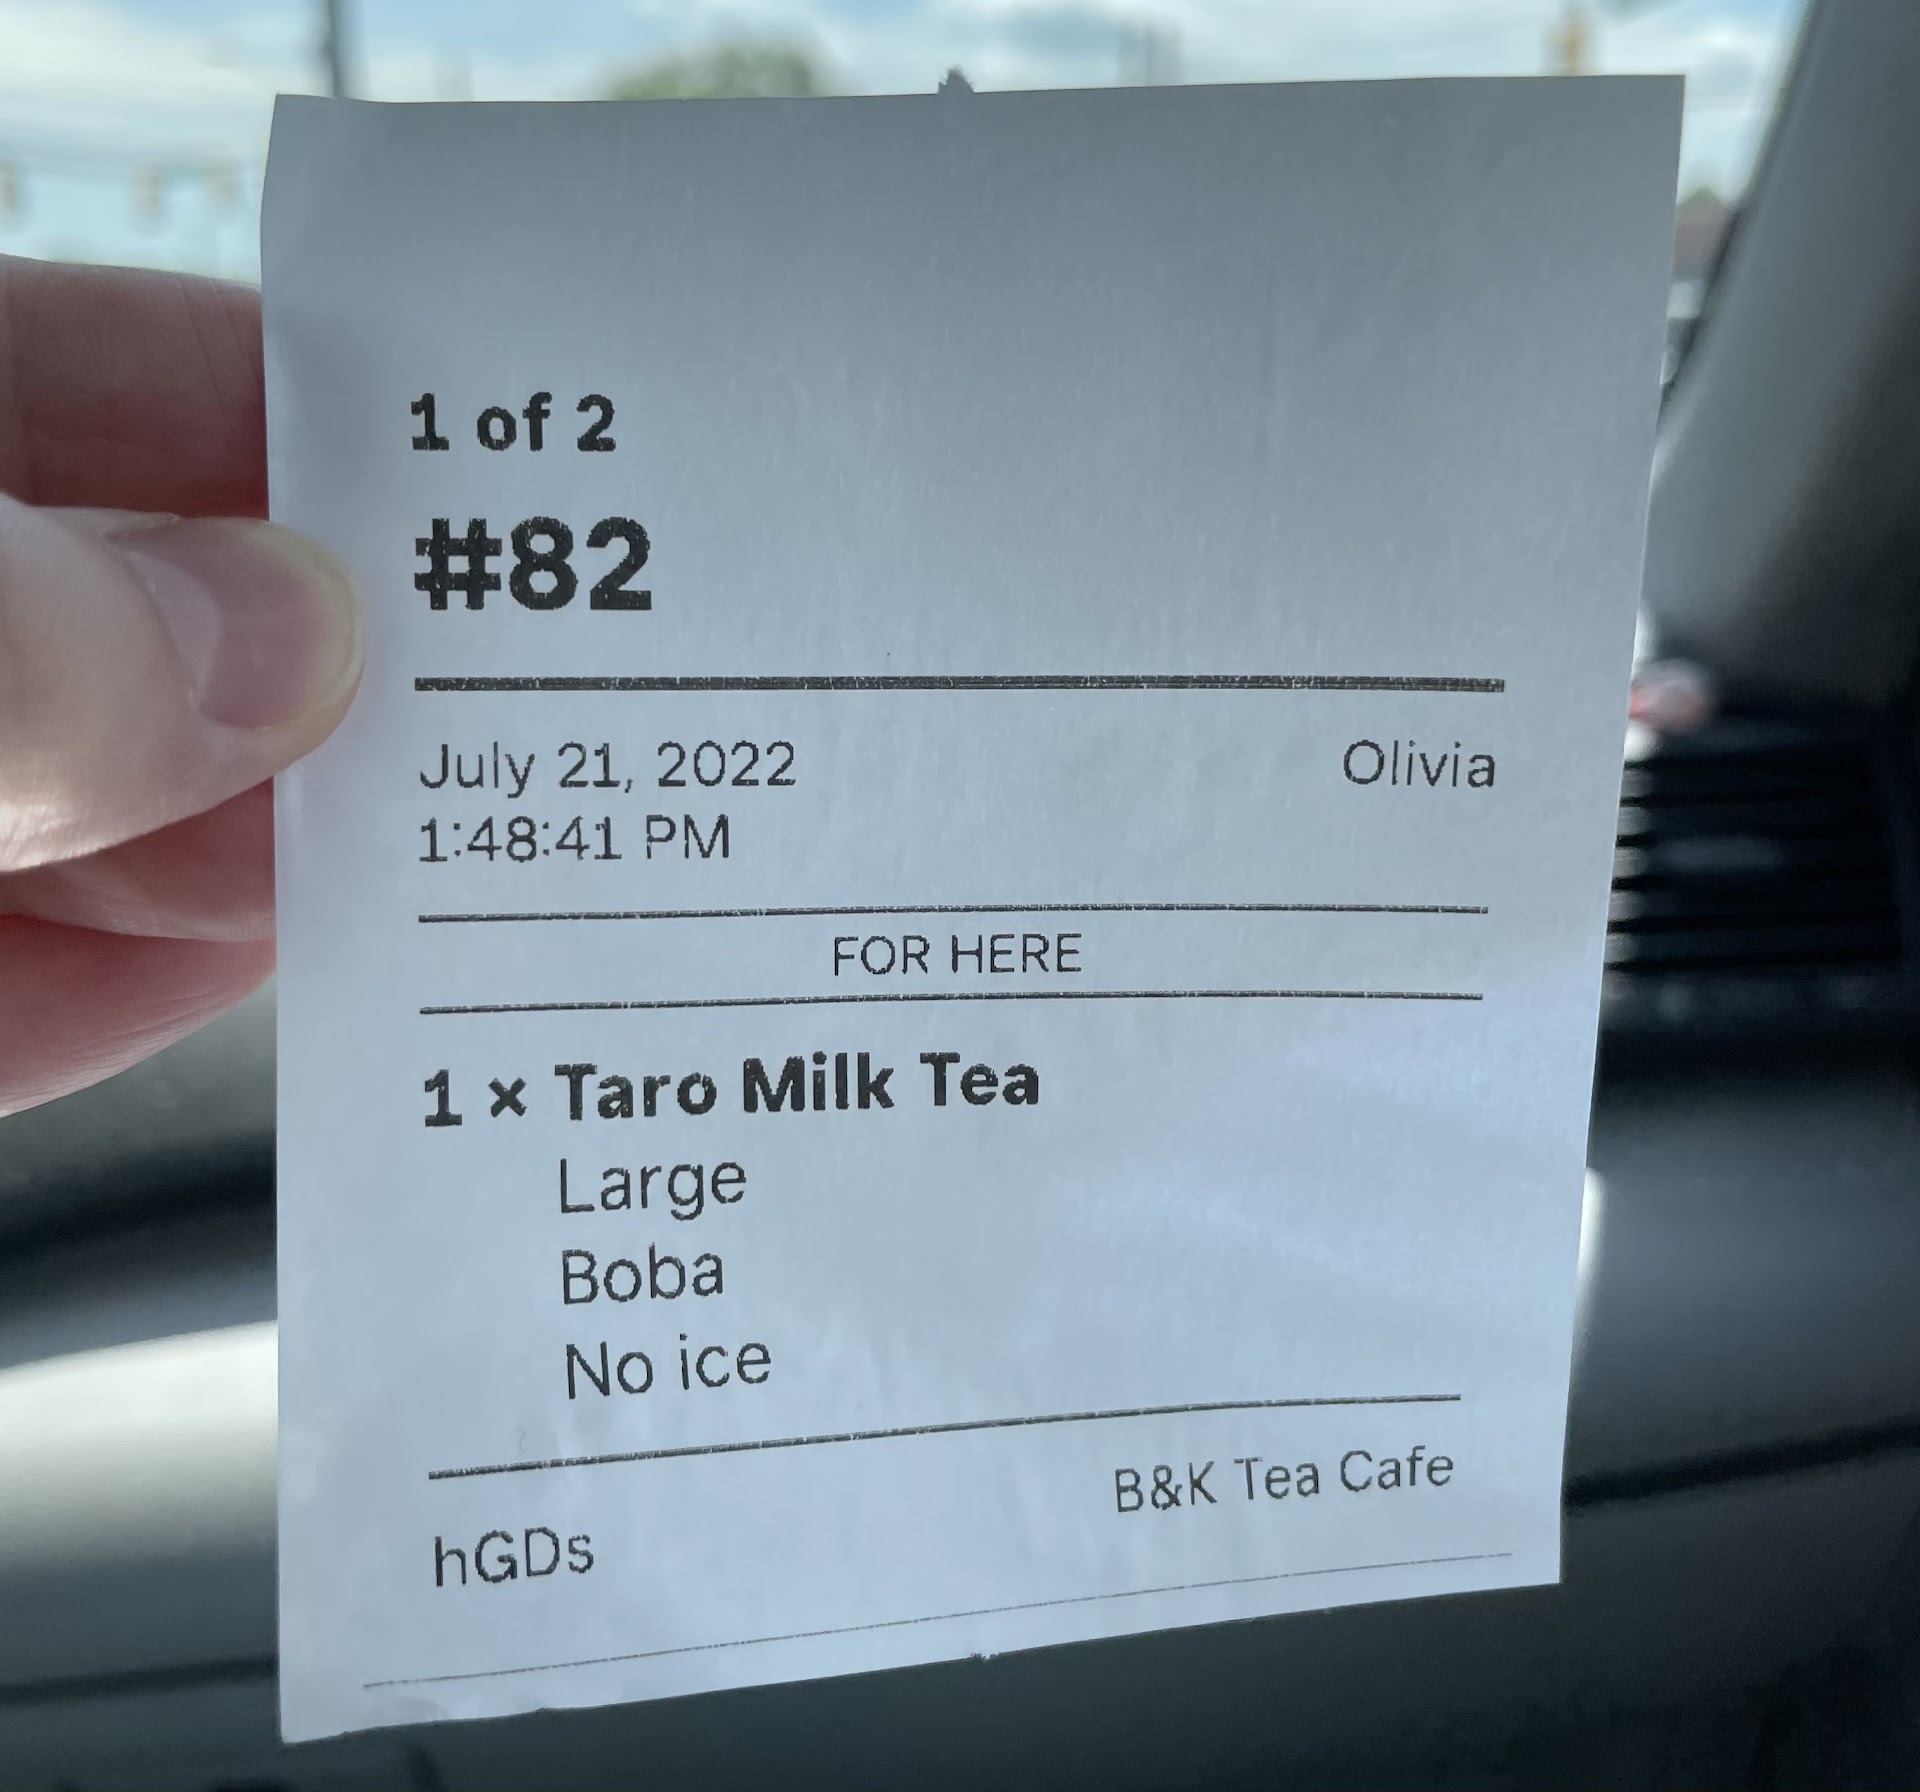 1 of 2
#82
July 21, 2022 Olivia
1:48:41 PM
FOR HERE
1 × Taro Milk Tea
Large
Boba
No ice
B&K Tea Cafe
hGDs